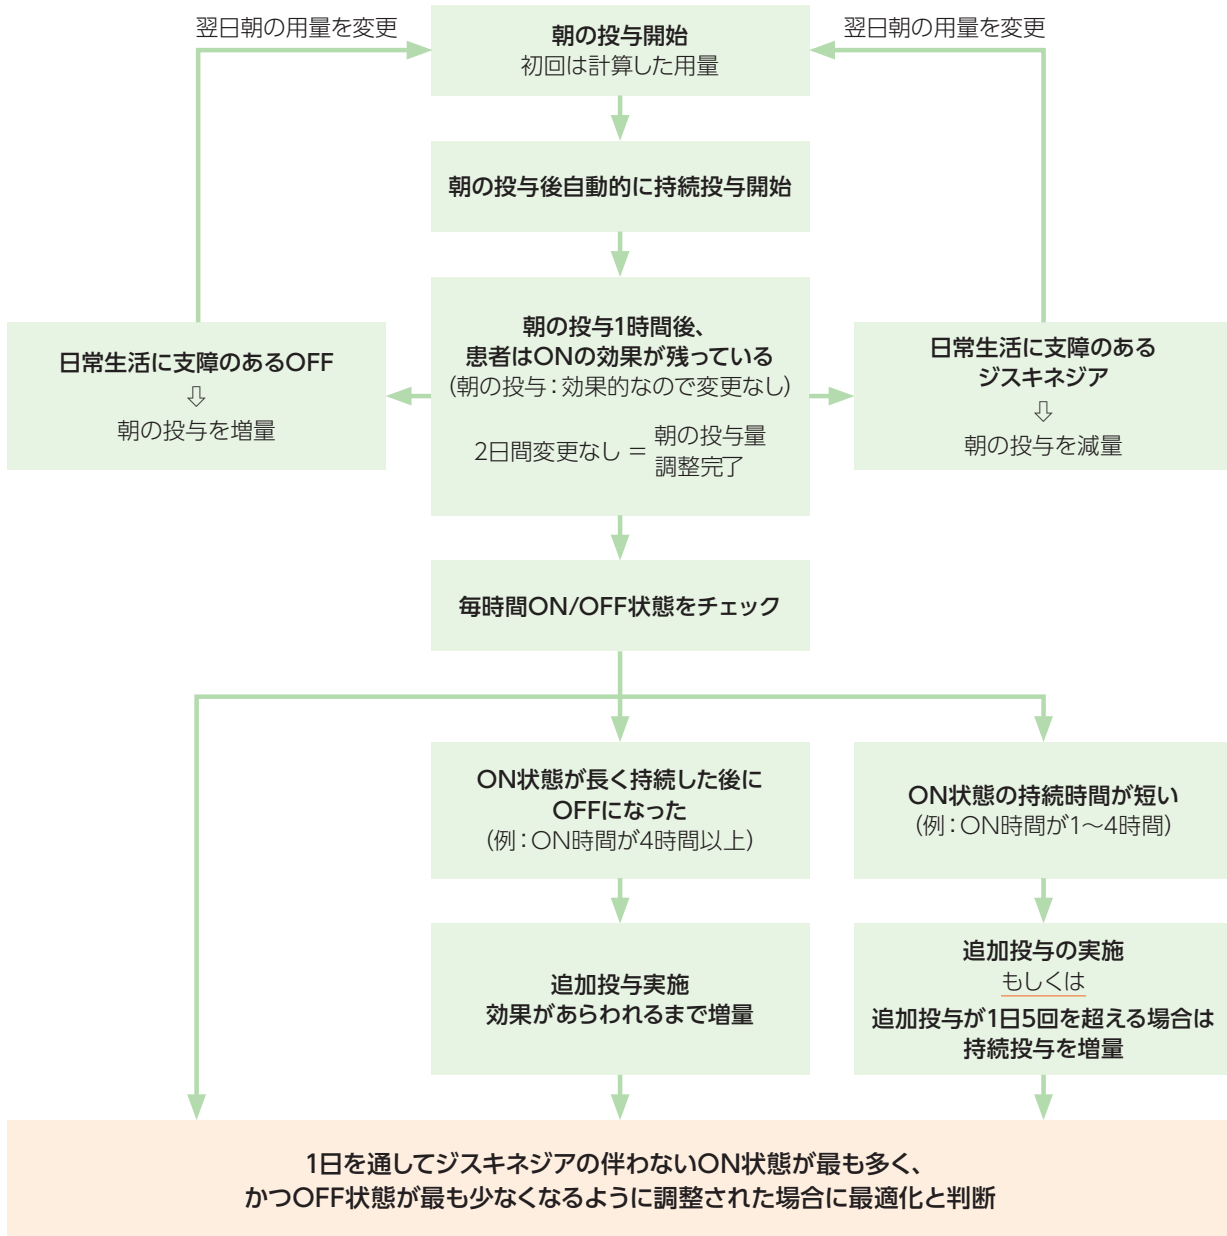 翌日朝の用量を変更
朝の投与開始
初回は計算した用量
翌日朝の用量を変更
朝の投与後自動的に持続投与開始
日常生活に支障のあるOFF
⇩
朝の投与を増量
朝の投与1時間後、
患者はONの効果が残っている
(朝の投与:効果的なので変更なし)
2日間変更なし = 朝の投与量
調整完了
日常生活に支障のある
ジスキネジア
⇩
朝の投与を減量
毎時間ON/OFF状態をチェック
ON状態が長く持続した後に
OFFになった
(例:ON時間が4時間以上)
ON状態の持続時間が短い
(例:ON時間が1〜4時間)
追加投与実施
効果があらわれるまで増量
追加投与の実施
もしくは
追加投与が1日5回を超える場合は
持続投与を増量
1日を通してジスキネジアの伴わないON状態が最も多く、
かつOFF状態が最も少なくなるように調整された場合に最適化と判断